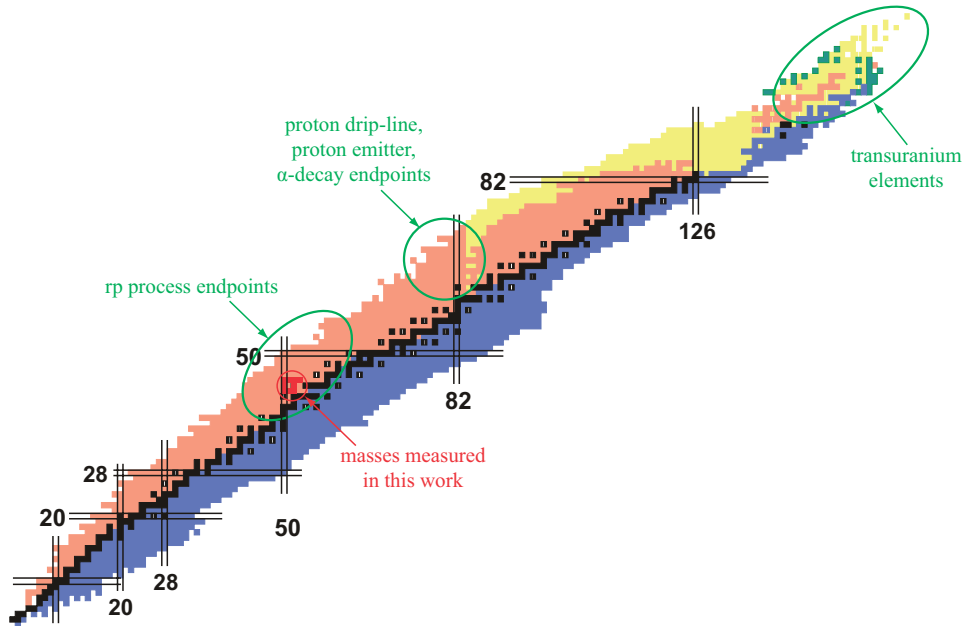 proton drip-line,
proton emitter,
α-decay endpoints
transuranium
elements
82
126
rp process endpoints
50
82
masses measured
in this work
28
50
20
28
20